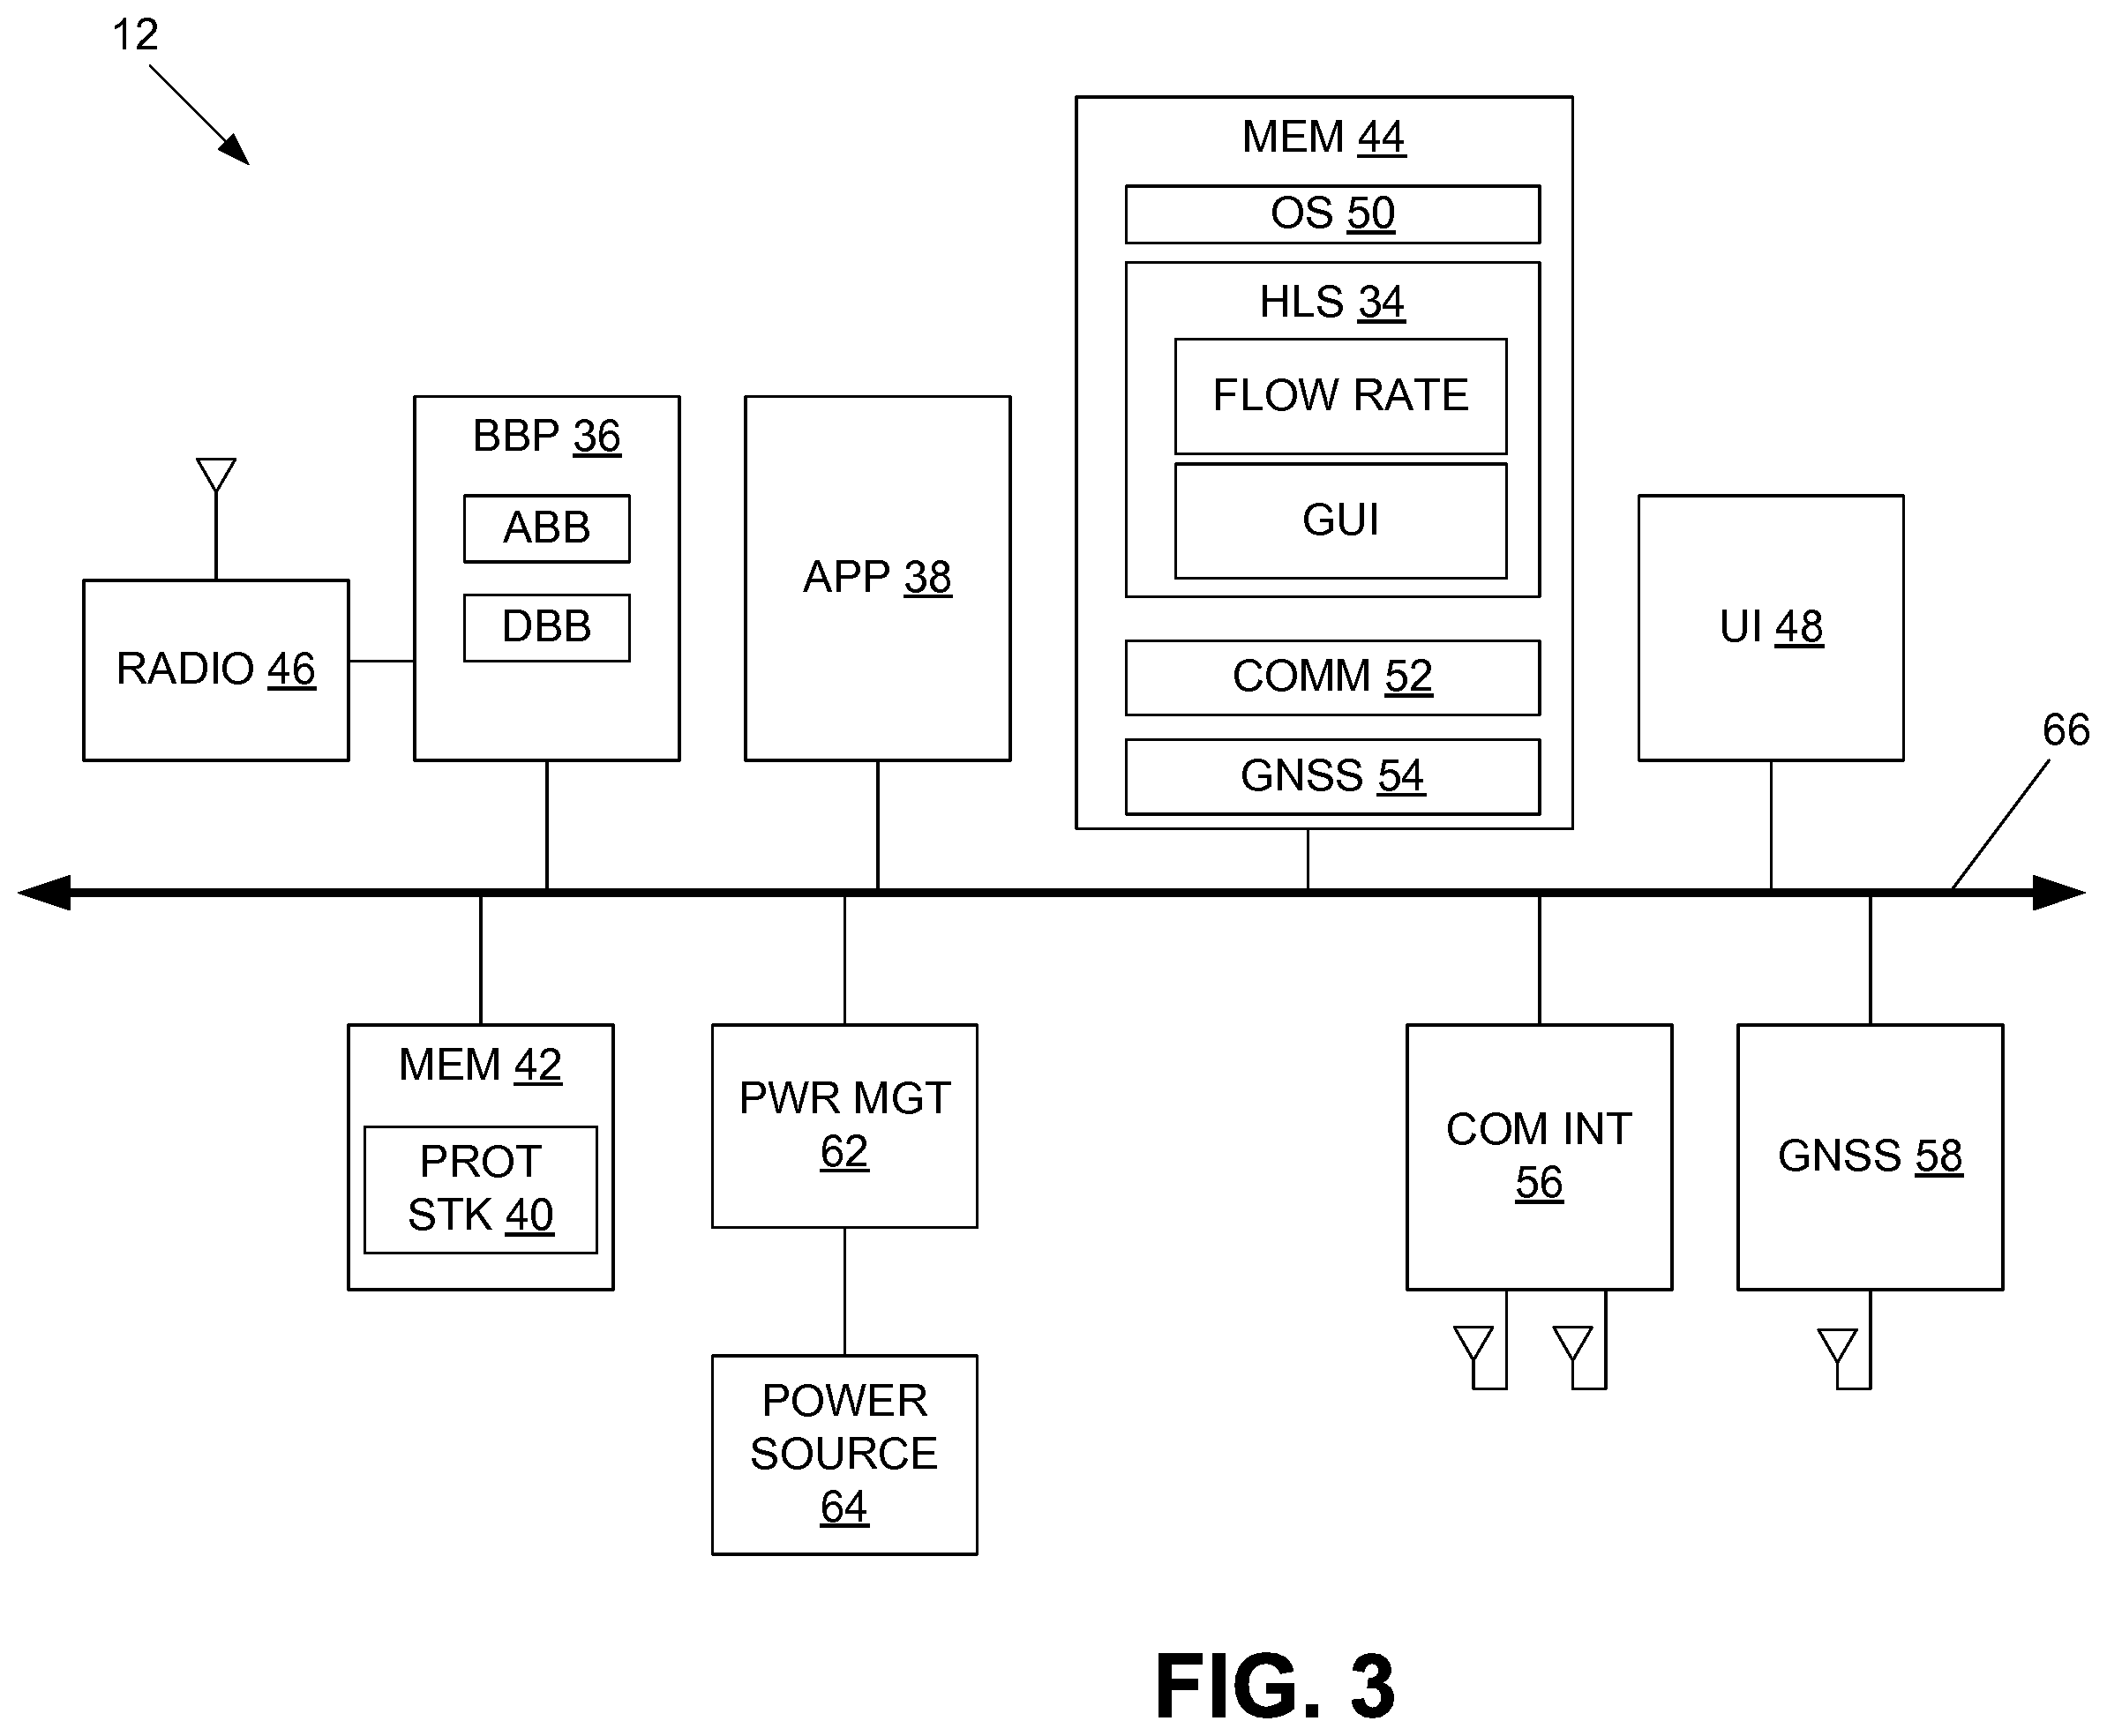 12
MEM 44
OS 50
HLS 34
FLOW RATE
GUI
COMM 52
GNSS 54
BBP 36
ABB
DBB
APP 38
RADIO 46
UI 48
66
MEM 42
PROT
STK 40
PWR MGT
62
POWER
SOURCE
64
COM INT
56
GNSS 58
FIG. 3